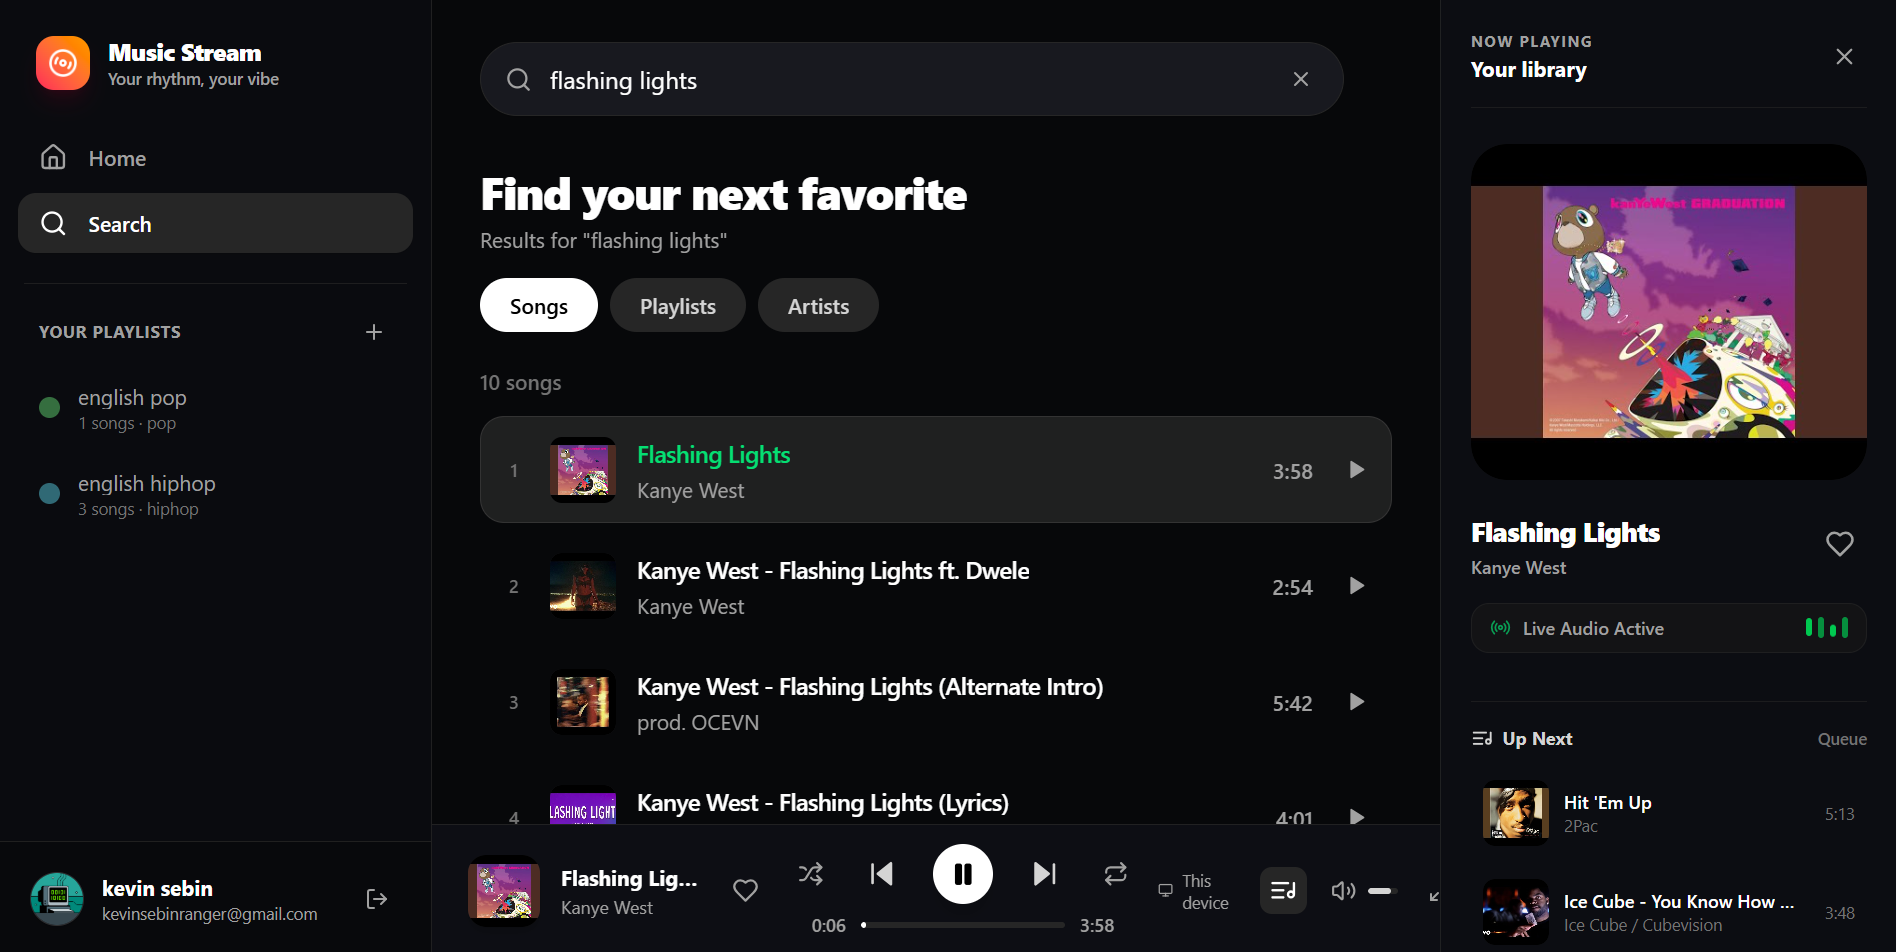 Music Stream
Your rhythm, your vibe
Home
Search
YOUR PLAYLISTS
english pop
1 songs · pop
english hiphop
3 songs · hiphop
kevin sebin
kevinsebinranger@gmail.com
flashing lights
Find your next favorite
Results for "flashing lights"
Songs
Playlists
Artists
10 songs
1
Flashing Lights
Kanye West
3:58
2
Kanye West - Flashing Lights ft. Dwele
Kanye West
2:54
3
Kanye West - Flashing Lights (Alternate Intro)
prod. OCEVN
5:42
4
LASHING LIGHT
Kanye West - Flashing Lights (Lyrics)
4:01
Flashing Lig...
Kanye West
0:06
3:58
This
device
NOW PLAYING
Your library
kanYeWest GRADUATION
Flashing Lights
Kanye West
Live Audio Active
Up Next
Queue
Hit 'Em Up
2Pac
5:13
Ice Cube - You Know How ...
Ice Cube / Cubevision
3:48